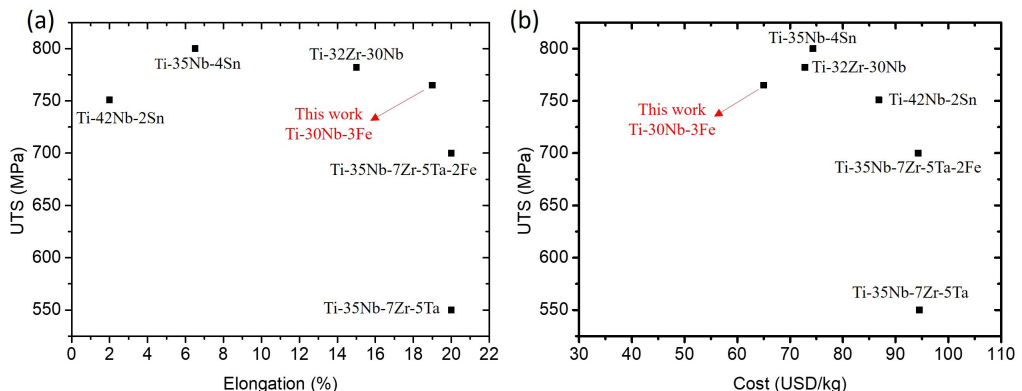 (a)
UTS (MPa)
800
750
700
650
600
550
Ti-35Nb-4Sn
Ti-32Zr-30Nb
Ti-42Nb-2Sn
This work
Ti-30Nb-3Fe
Ti-35Nb-7Zr-5Ta-2Fe
Ti-35Nb-7Zr-5Ta
0 2 4 6 8 10 12 14 16 18 20 22
Elongation (%)
(b)
UTS (MPa)
800
750
700
650
600
550
Ti-35Nb-4Sn
Ti-32Zr-30Nb
Ti-42Nb-2Sn
This work
Ti-30Nb-3Fe
Ti-35Nb-7Zr-5Ta-2Fe
Ti-35Nb-7Zr-5Ta
30 40 50 60 70 80 90 100 110
Cost (USD/kg)